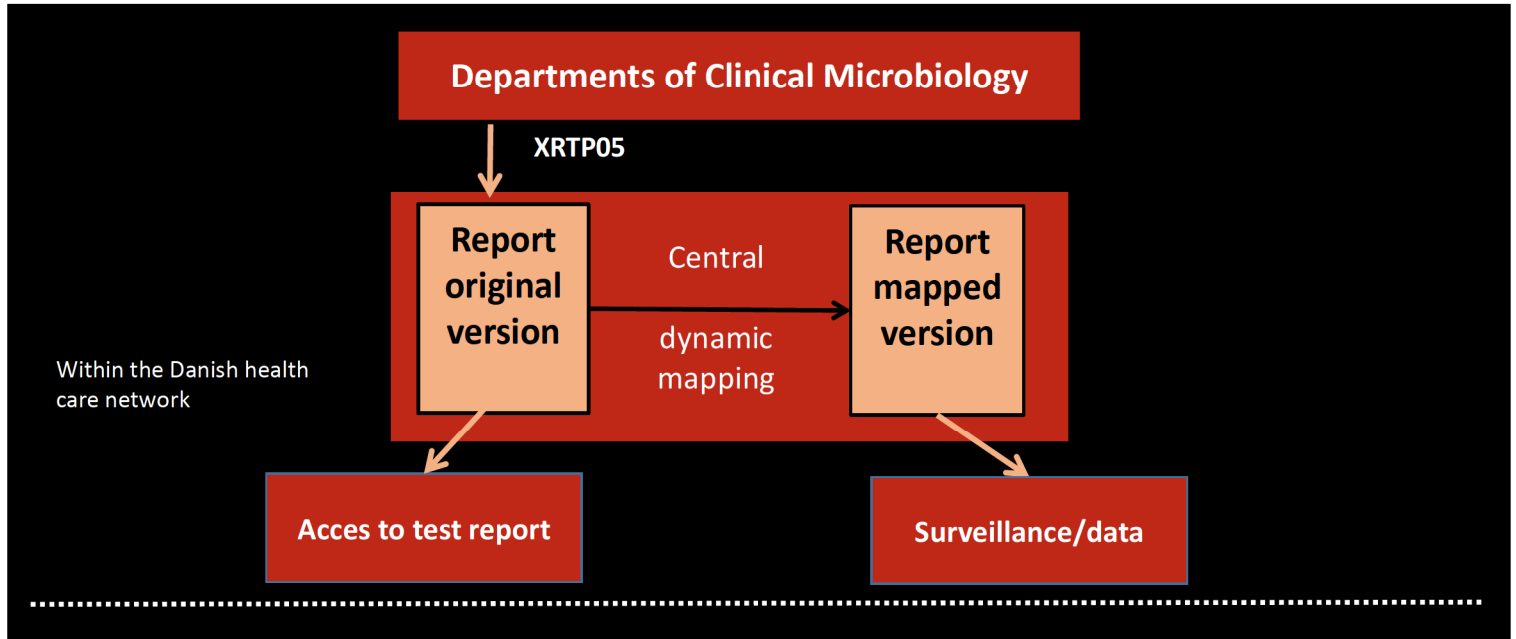 Departments of Clinical Microbiology
XRTP05
Report
original
version
Central
dynamic
mapping
Report
mapped
version
Within the Danish health
care network
Acces to test report
Surveillance/data